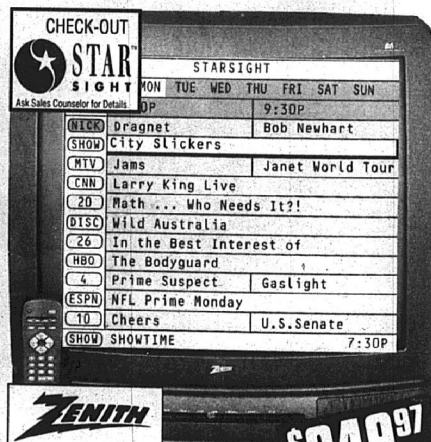 CHECK-OUT
STAR™
SIGHT
Ask Sales Counselor for Details
STARSIGHT
MON TUE WED THU FRI SAT SUN
9:30P
NICK Dragnet Bob Newhart
SHOW City Slickers
MTV Jams Janet World Tour
CNN Larry King Live
20 Math ... Who Needs It?!
DISC Wild Australia
26 In the Best Interest of
HBO The Bodyguard
4 Prime Suspect Gaslight
ESPN NFL Prime Monday
10 Cheers U.S.Senate
SHOW SHOWTIME 7:30P
ZENITH
ZENITH